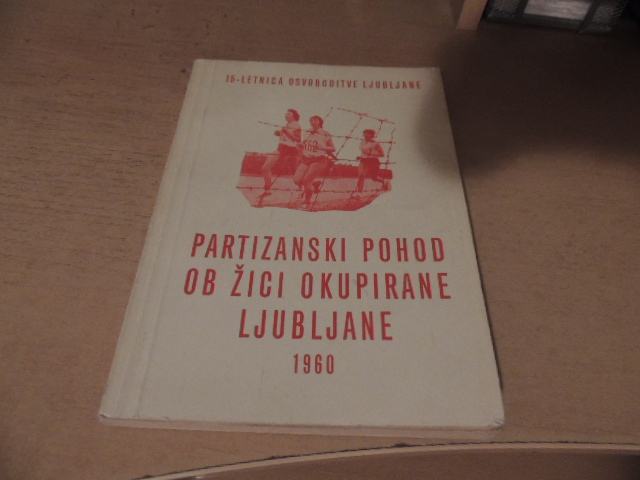 15-LETNICA OSVOBODITVE LJUBLJANE
PARTIZANSKI POHOD
OB ŽICI OKUPIRANE
LJUBLJANE
1960